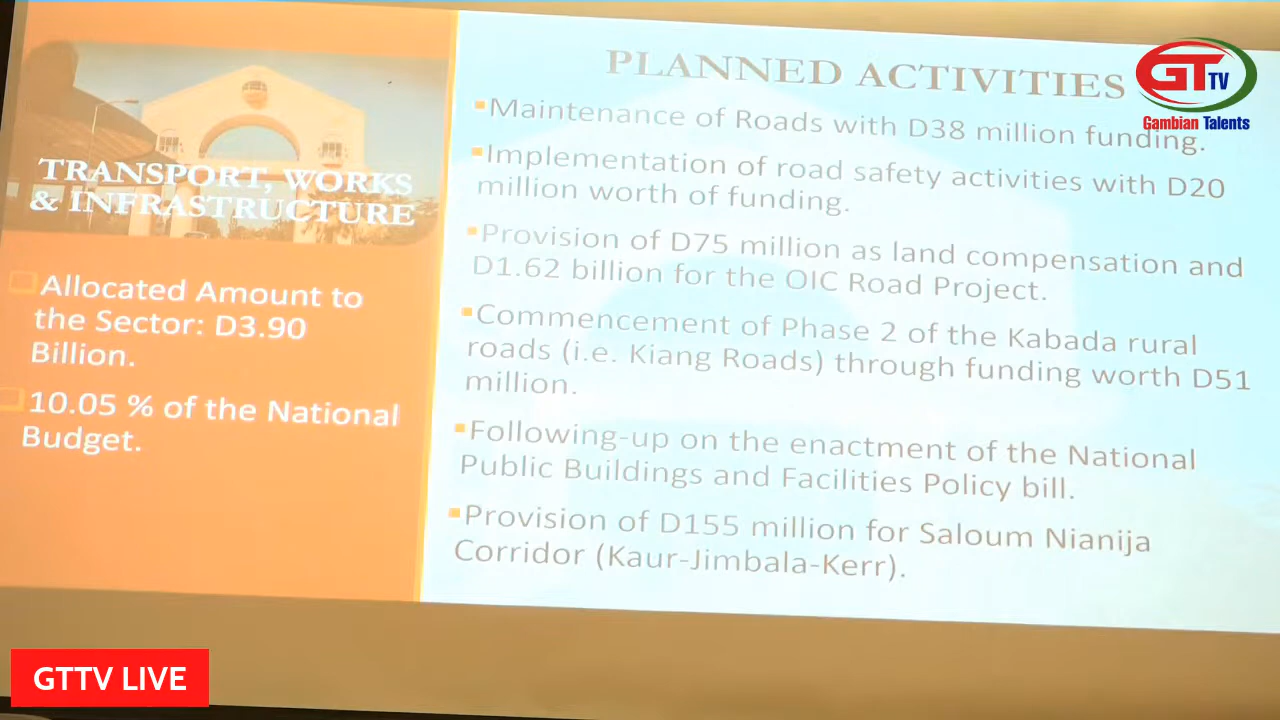 TRANSPORT, WORKS
& INFRASTRUCTURE
Allocated Amount to
the Sector: D3.90
Billion.
10.05 % of the National
Budget.
PLANNED ACTIVITIES
Maintenance of Roads with D38 million funding.
Implementation of road safety activities with D20
million worth of funding.
Provision of D75 million as land compensation and
D1.62 billion for the OIC Road Project.
Commencement of Phase 2 of the Kabada rural
roads (i.e. Kiang Roads) through funding worth D51
million.
Following-up on the enactment of the National
Public Buildings and Facilities Policy bill.
Provision of D155 million for Saloum Nianija
Corridor (Kaur-Jimbala-Kerr).
GTTV
Gambian Talents
GTTV LIVE